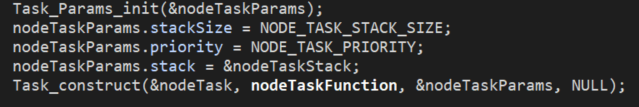 Task_Params_init(&nodeTaskParams);
nodeTaskParams.stackSize = NODE_TASK_STACK_SIZE;
nodeTaskParams.priority = NODE_TASK_PRIORITY;
nodeTaskParams.stack = &nodeTaskStack;
Task_construct(&nodeTask, nodeTaskFunction, &nodeTaskParams, NULL);